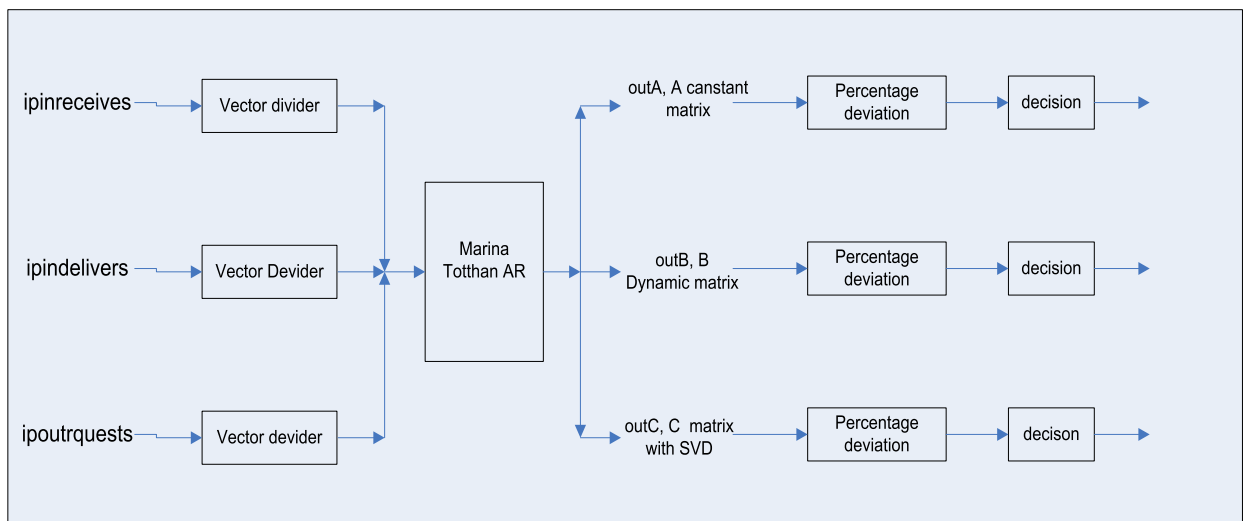 ipinreceives
Vector divider
outA, A canstant
matrix
Percentage
deviation
decision
ipindelivers
Vector Devider
Marina
Totthan AR
outB, B
Dynamic matrix
Percentage
deviation
decision
ipoutrquests
Vector devider
outC, C matrix
with SVD
Percentage
deviation
decison